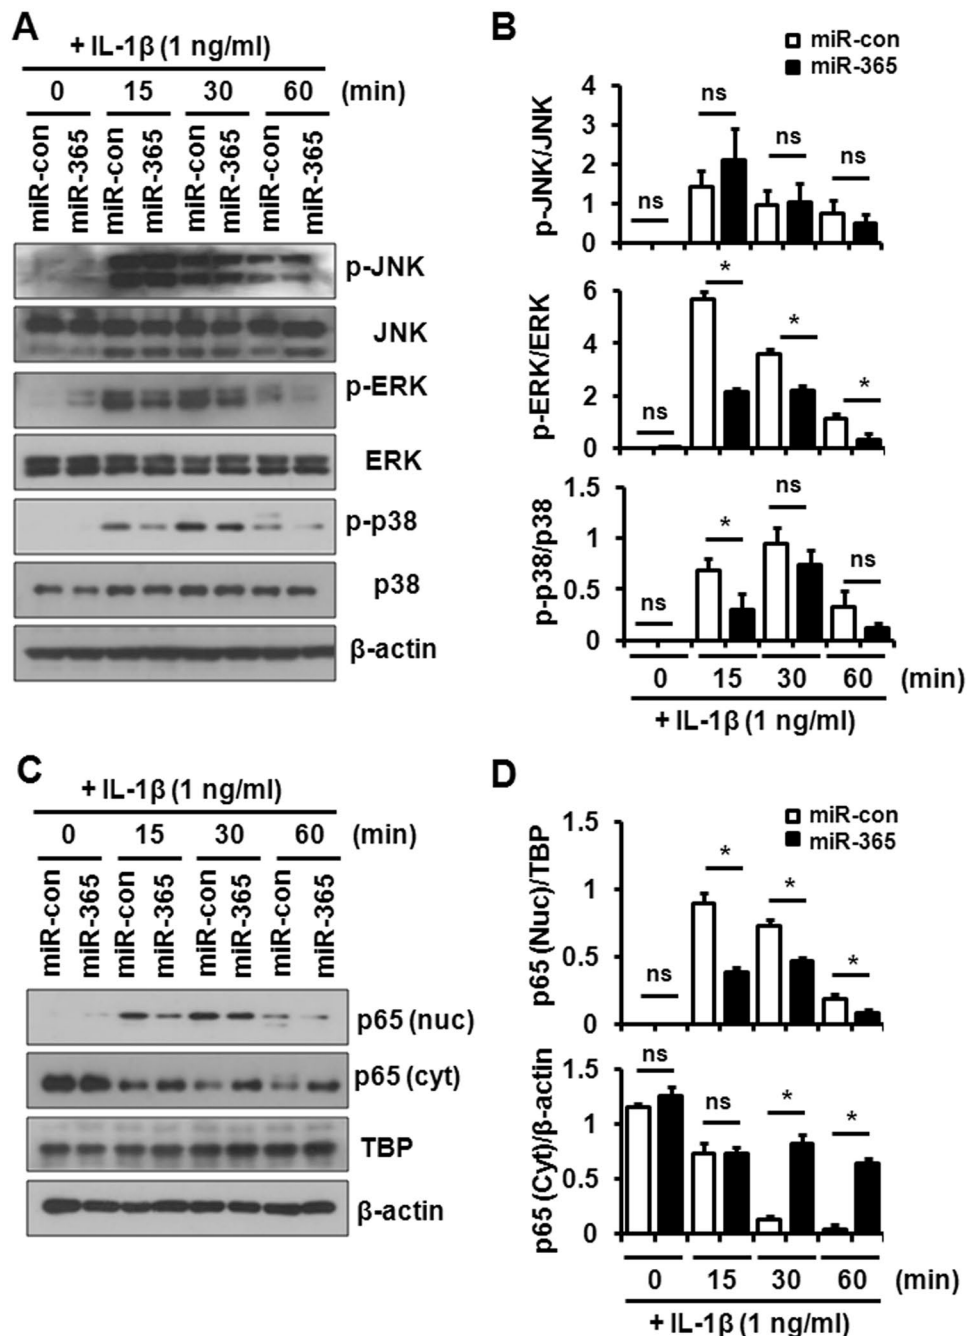 A
+ IL-1β (1 ng/ml)
0 15 30 60 (min)
miR-con miR-365 miR-con miR-365 miR-con miR-365 miR-con miR-365
p-JNK
JNK
p-ERK
ERK
p-p38
p38
β-actin
B
miR-con
miR-365
p-JNK/JNK
4
3
2
1
0
ns ns ns ns
p-ERK/ERK
6
4
2
0
ns * * *
p-p38/p38
1.5
1
0.5
0
ns * ns ns
0 15 30 60 (min)
+ IL-1β (1 ng/ml)
C
+ IL-1β (1 ng/ml)
0 15 30 60 (min)
miR-con miR-365 miR-con miR-365 miR-con miR-365 miR-con miR-365
p65 (nuc)
p65 (cyt)
TBP
β-actin
D
miR-con
miR-365
p65 (Nuc)/TBP
1.5
1
0.5
0
ns * * *
p65 (Cyt)/β-actin
1.5
1
0.5
0
ns ns * *
0 15 30 60 (min)
+ IL-1β (1 ng/ml)